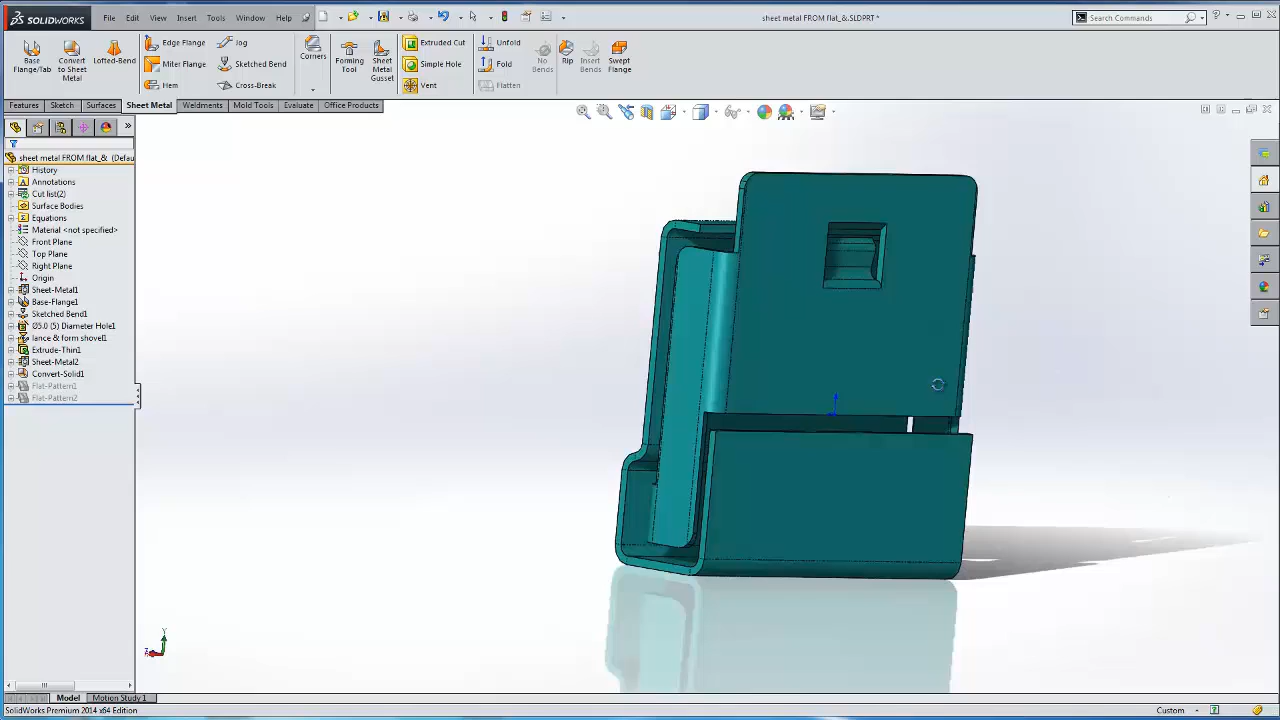 SOLIDWORKS File Edit View Insert Tools Window Help sheet metal FROM flat_&.SLDPRT * Search Commands
Base Flange/Tab Convert to Sheet Metal Lofted-Bend Edge Flange Miter Flange Hem Jog Sketched Bend Cross-Break Corners Forming Tool Sheet Metal Gusset Extruded Cut Simple Hole Vent Unfold Fold Flatten No Bends Rip Insert Bends Swept Flange
Features Sketch Surfaces Sheet Metal Weldments Mold Tools Evaluate Office Products
sheet metal FROM flat_& (Defau
History
Annotations
Cut list(2)
Surface Bodies
Equations
Material <not specified>
Front Plane
Top Plane
Right Plane
Origin
Sheet-Metal1
Base-Flange1
Sketched Bend1
Ø5.0 (5) Diameter Hole1
lance & form shovel1
Extrude-Thin1
Sheet-Metal2
Convert-Solid1
Flat-Pattern1
Flat-Pattern2
Y
Z
Model Motion Study 1
SolidWorks Premium 2014 x64 Edition Custom